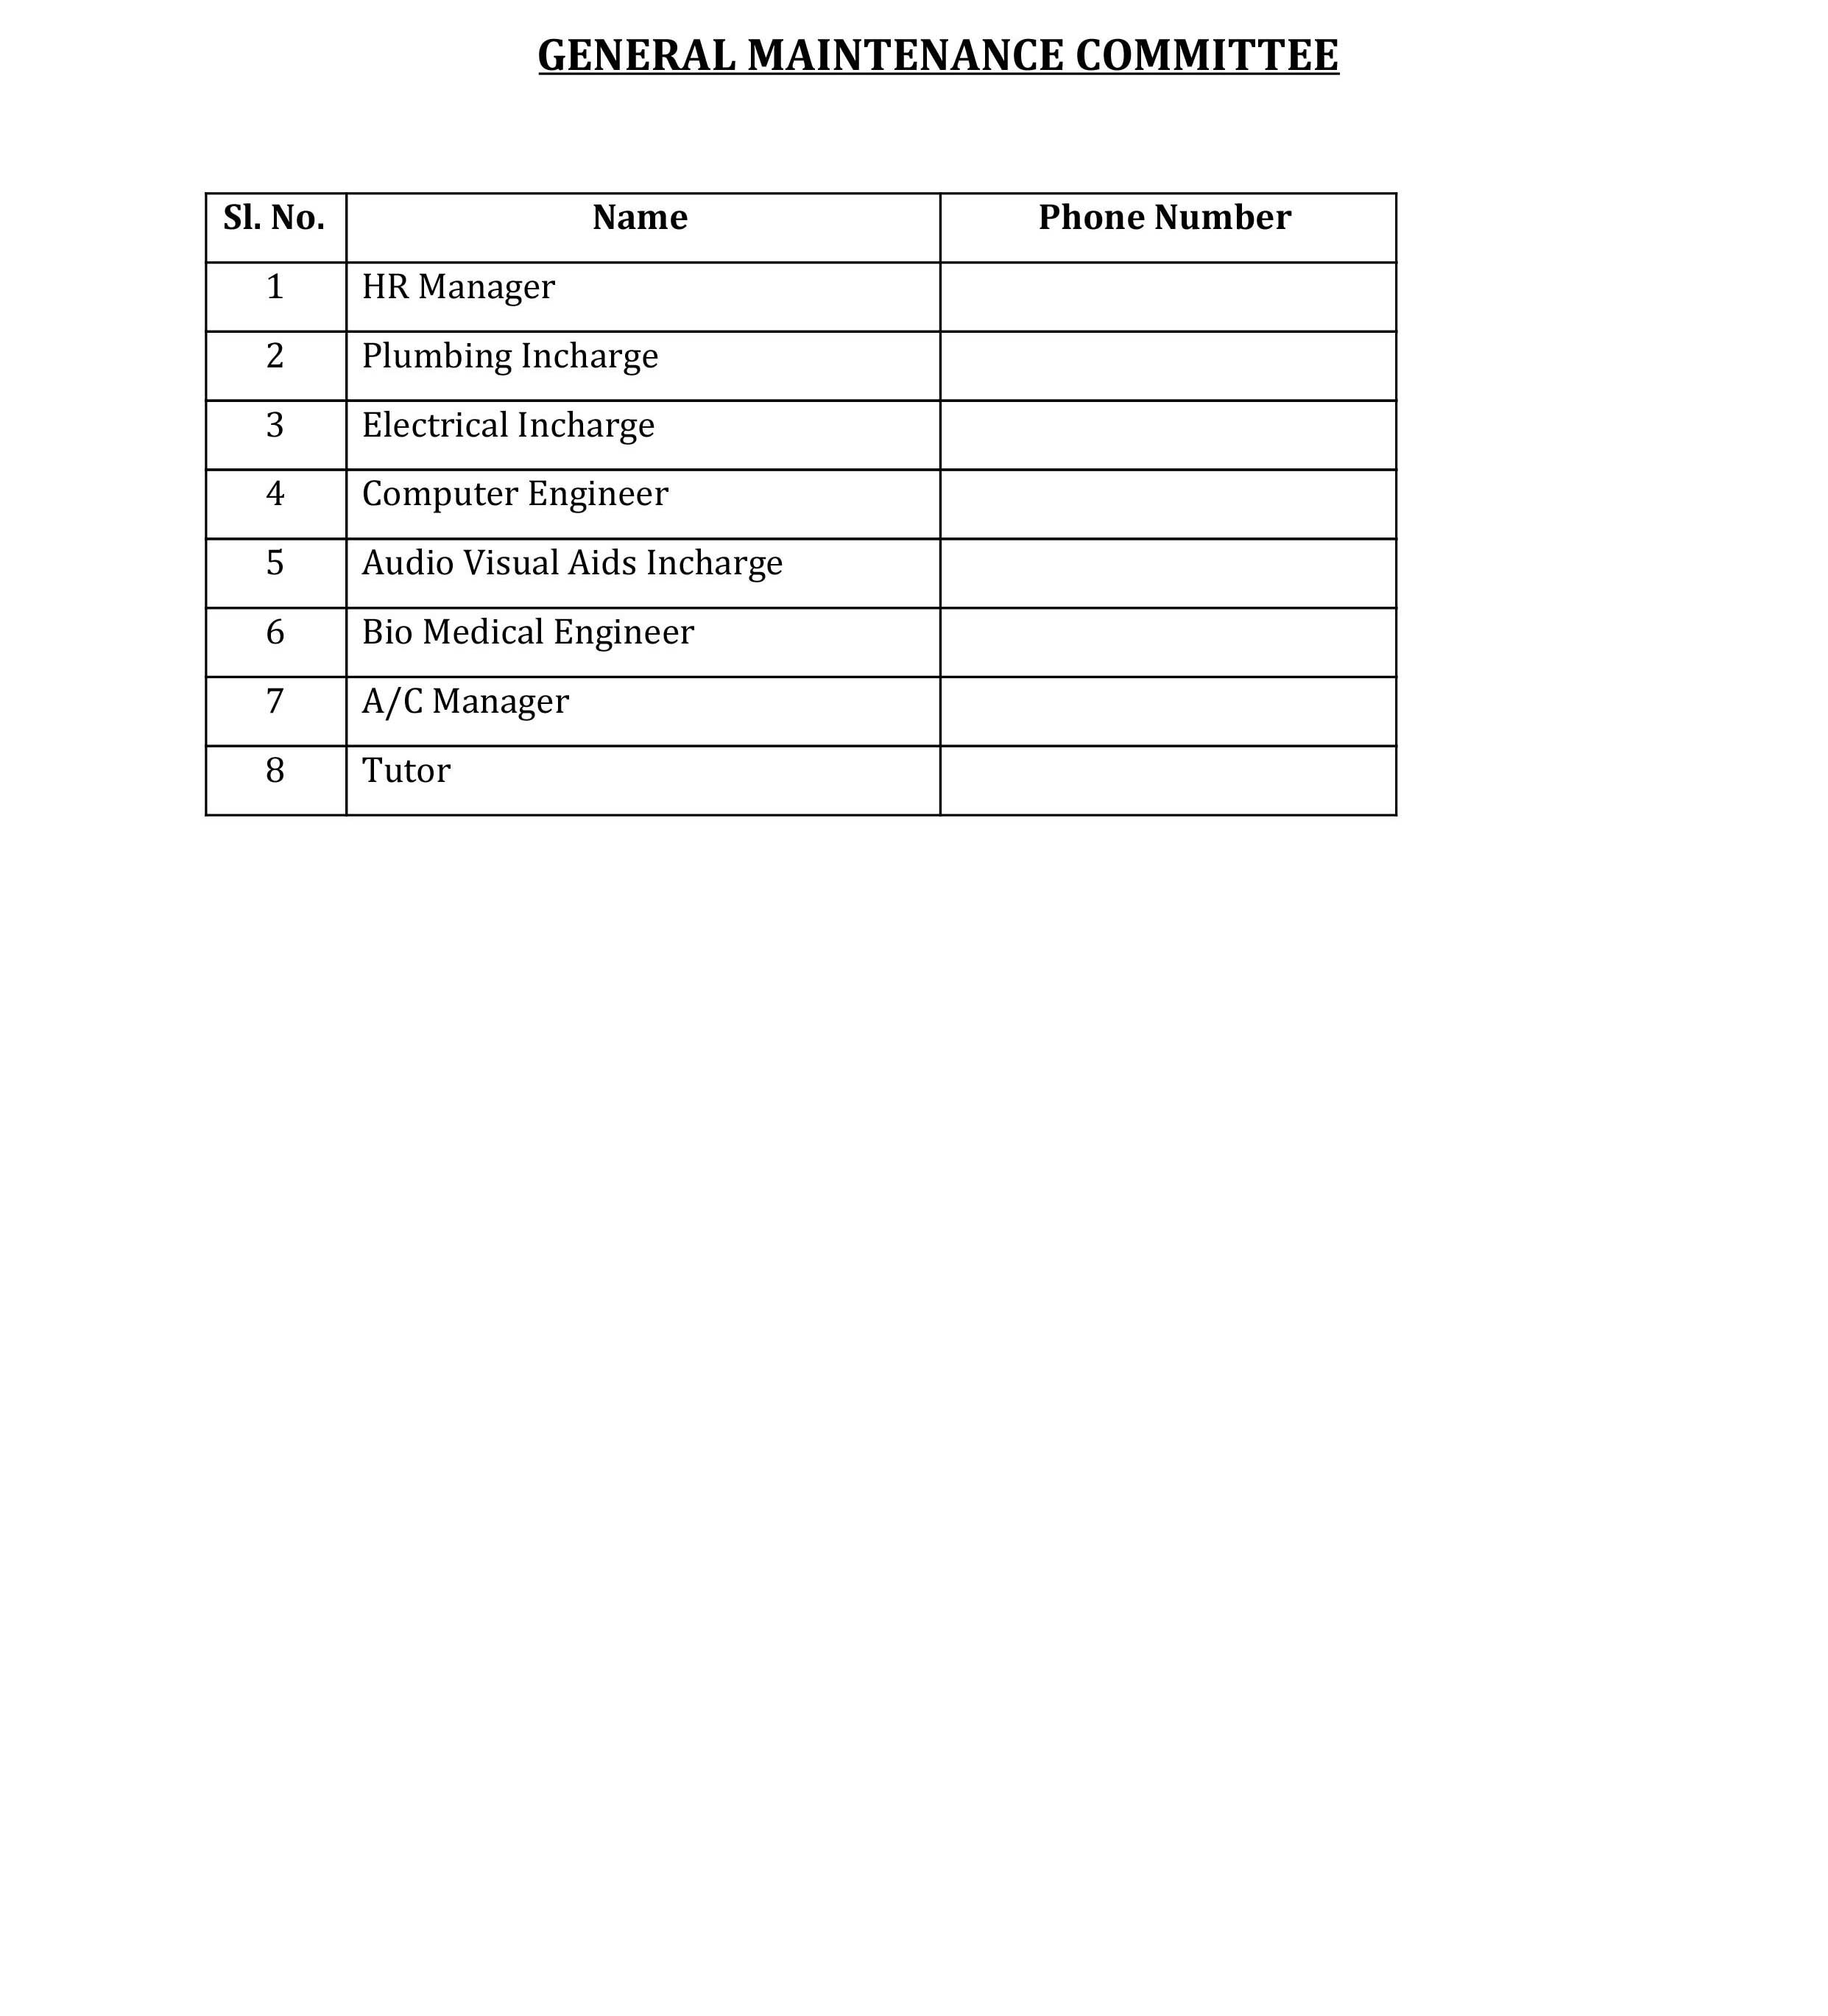 GENERAL MAINTENANCE COMMITTEE
Sl. No. Name Phone Number
1 HR Manager
2 Plumbing Incharge
3 Electrical Incharge
4 Computer Engineer
5 Audio Visual Aids Incharge
6 Bio Medical Engineer
7 A/C Manager
8 Tutor